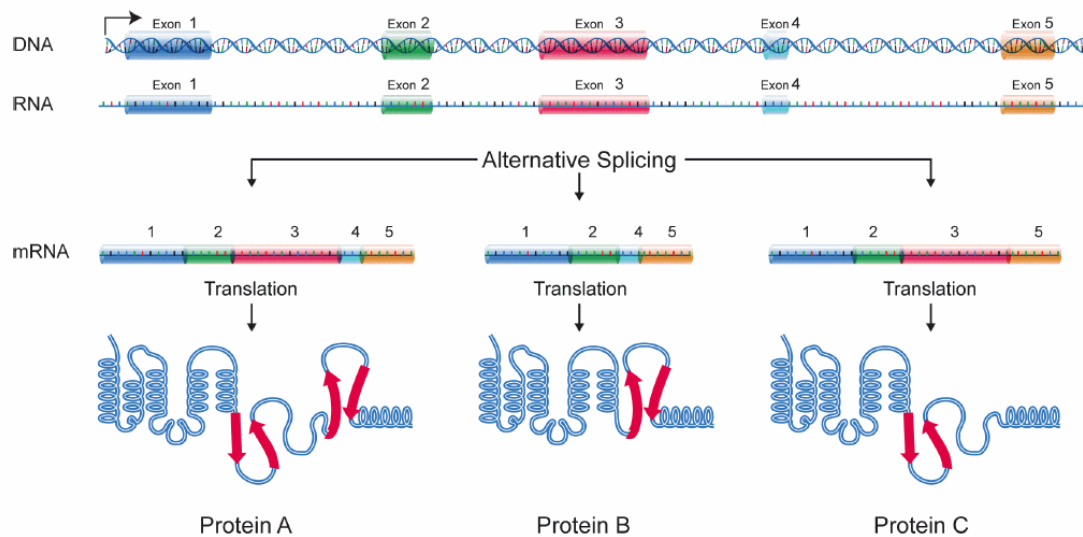 Exon 1 Exon 2 Exon 3 Exon 4 Exon 5
DNA
Exon 1 Exon 2 Exon 3 Exon 4 Exon 5
RNA
Alternative Splicing
1 2 3 4 5 1 2 4 5 1 2 3 5
mRNA
Translation Translation Translation
Protein A Protein B Protein C